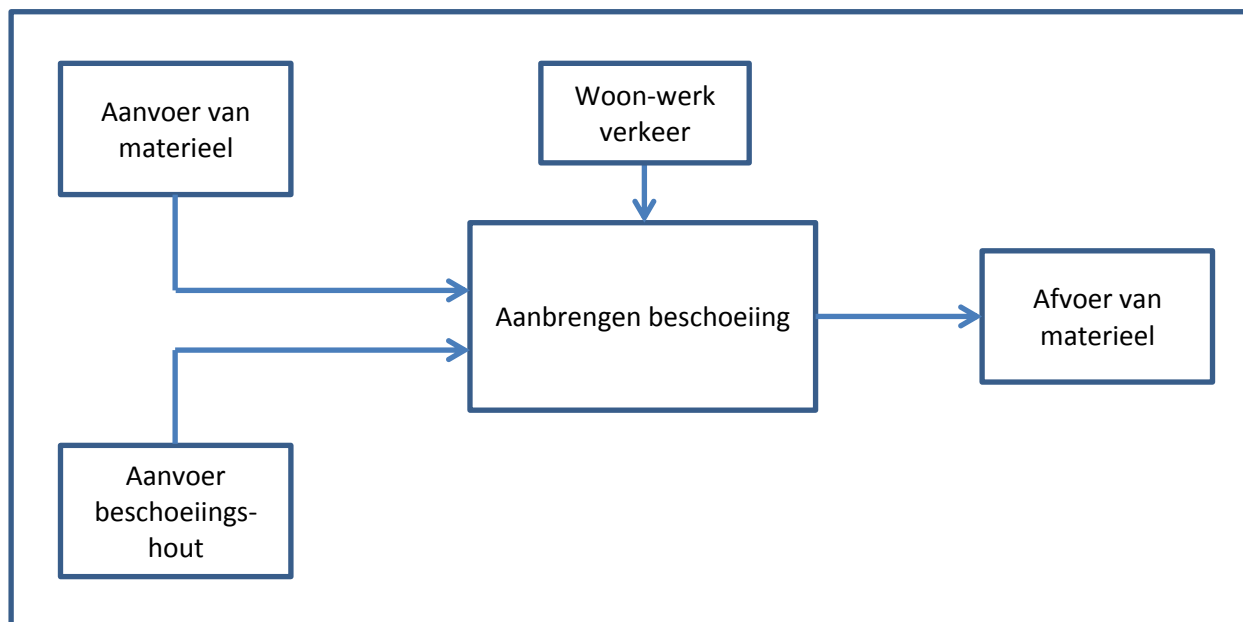 Aanvoer van
materieel
Woon-werk
verkeer
Aanbrengen beschoeiing
Afvoer van
materieel
Aanvoer
beschoeiings-
hout